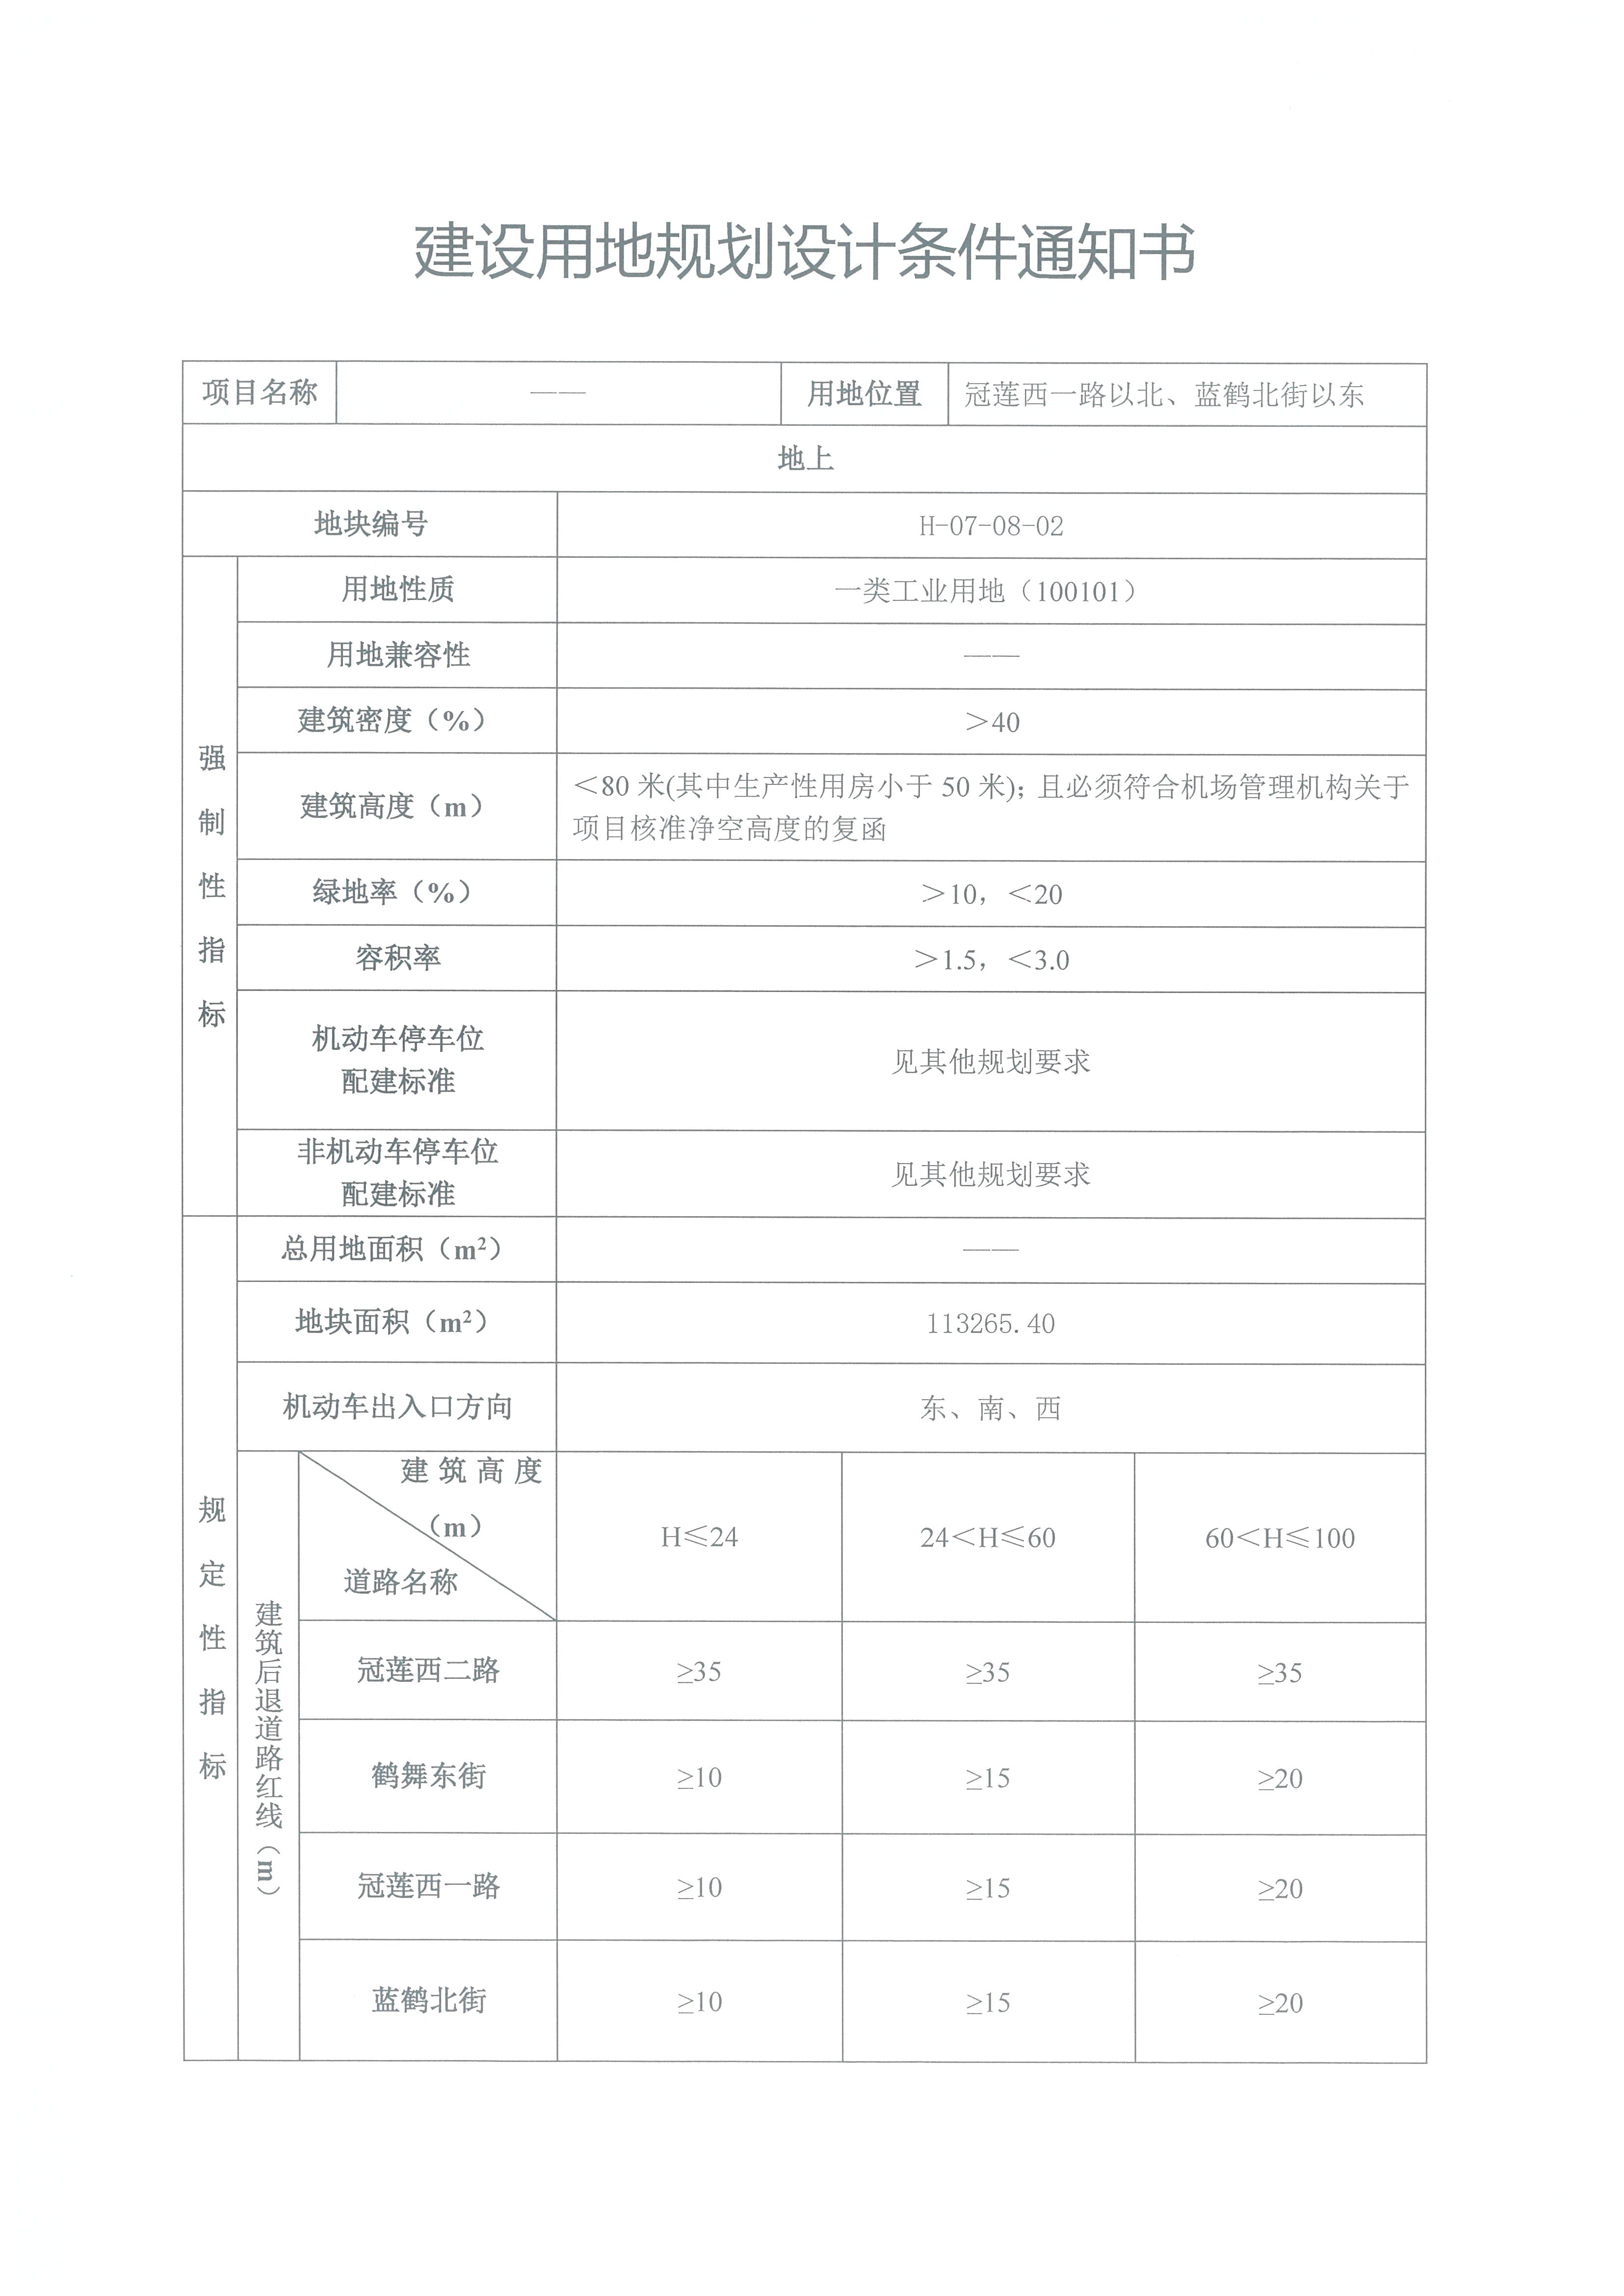 建设用地规划设计条件通知书
项目名称 —— 用地位置 冠莲西一路以北、蓝鹤北街以东
地上
地块编号 H-07-08-02
强制性指标
用地性质 一类工业用地（100101）
用地兼容性 ——
建筑密度（%） ＞40
建筑高度（m） ＜80 米(其中生产性用房小于 50 米)；且必须符合机场管理机构关于
项目核准净空高度的复函
绿地率（%） ＞10，＜20
容积率 ＞1.5，＜3.0
机动车停车位
配建标准 见其他规划要求
非机动车停车位
配建标准 见其他规划要求
规定性指标
总用地面积（m²） ——
地块面积（m²） 113265.40
机动车出入口方向 东、南、西
建筑后退道路红线（m）
建筑高度
（m）
道路名称 H≤24 24＜H≤60 60＜H≤100
冠莲西二路 ≥35 ≥35 ≥35
鹤舞东街 ≥10 ≥15 ≥20
冠莲西一路 ≥10 ≥15 ≥20
蓝鹤北街 ≥10 ≥15 ≥20